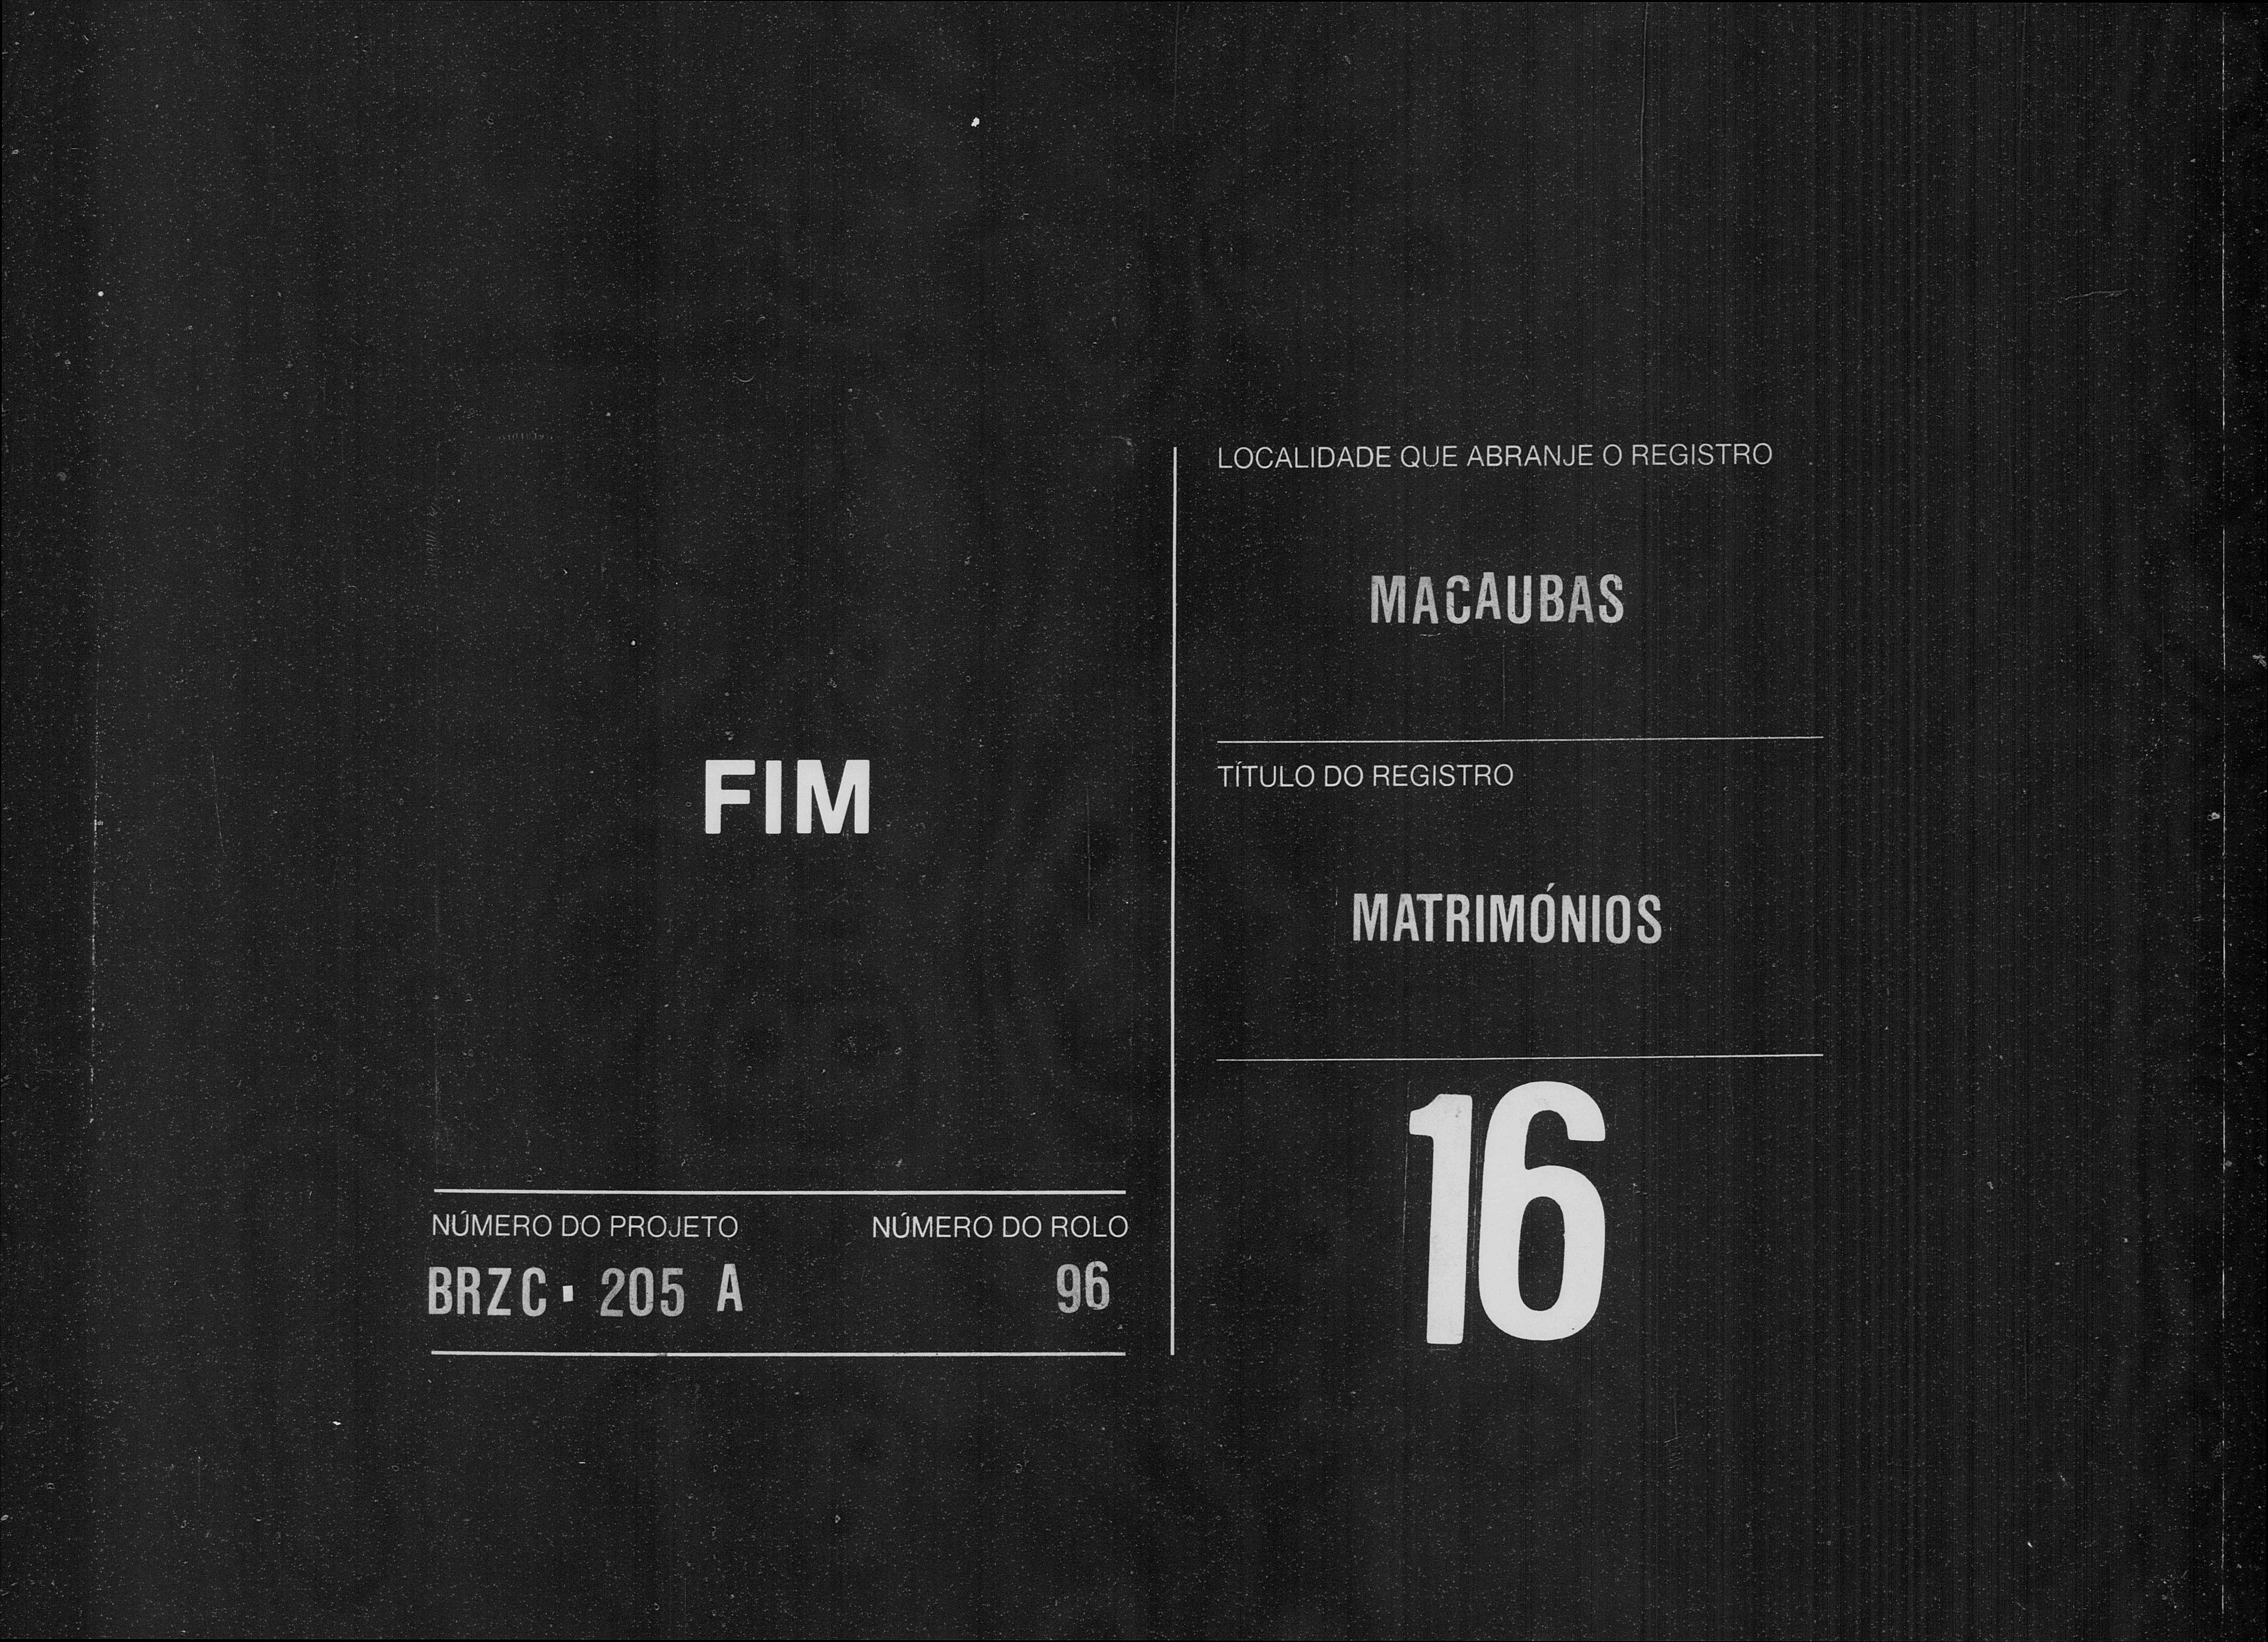 FIM
NÚMERO DO PROJETO
NÚMERO DO ROLO
BRZC · 205 A
96
LOCALIDADE QUE ABRANJE O REGISTRO
MACAUBAS
TÍTULO DO REGISTRO
MATRIMÓNIOS
16